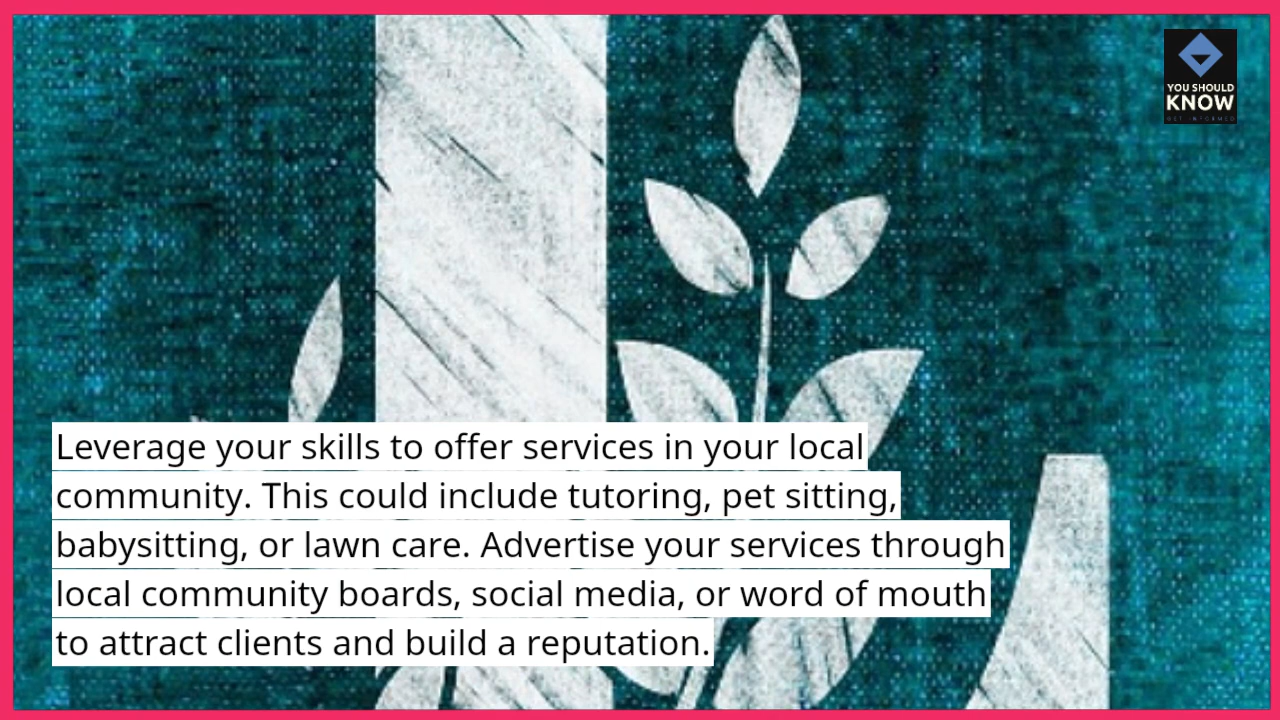 YOU SHOULD
KNOW
GET INFORMED
Leverage your skills to offer services in your local
community. This could include tutoring, pet sitting,
babysitting, or lawn care. Advertise your services through
local community boards, social media, or word of mouth
to attract clients and build a reputation.